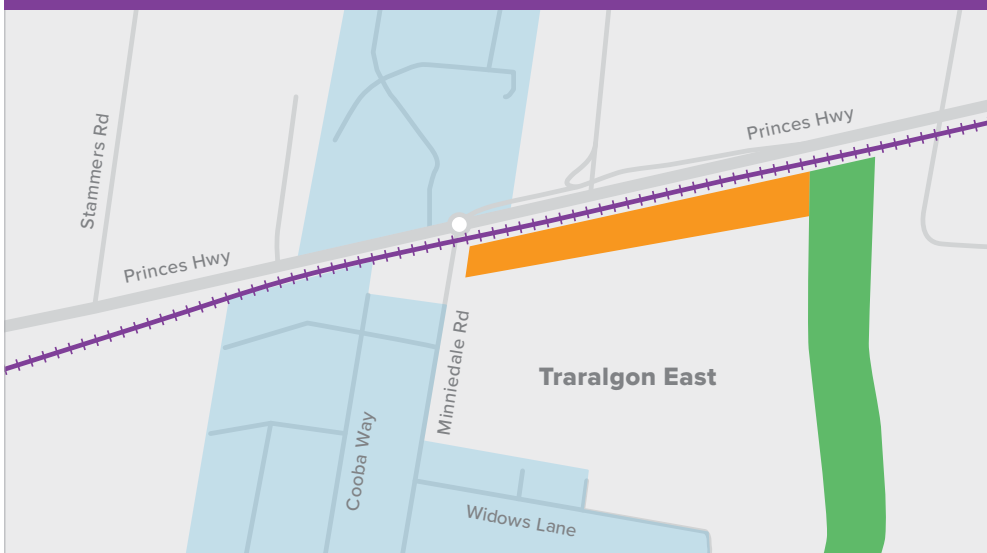 Princes Hwy
Stammers Rd
Princes Hwy
Minniedale Rd
Traralgon East
Cooba Way
Widows Lane